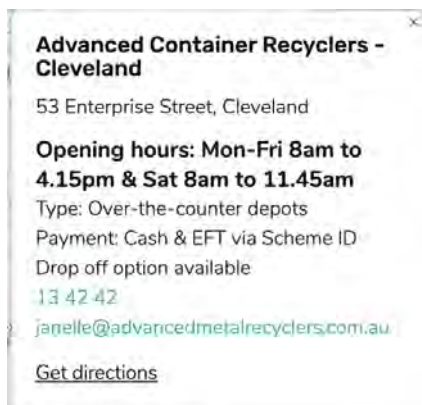 Advanced Container Recyclers -
Cleveland
53 Enterprise Street, Cleveland
Opening hours: Mon-Fri 8am to
4.15pm & Sat 8am to 11.45am
Type: Over-the-counter depots
Payment: Cash & EFT via Scheme ID
Drop off option available
13 42 42
janelle@advancedmetalrecyclers.com.au
Get directions